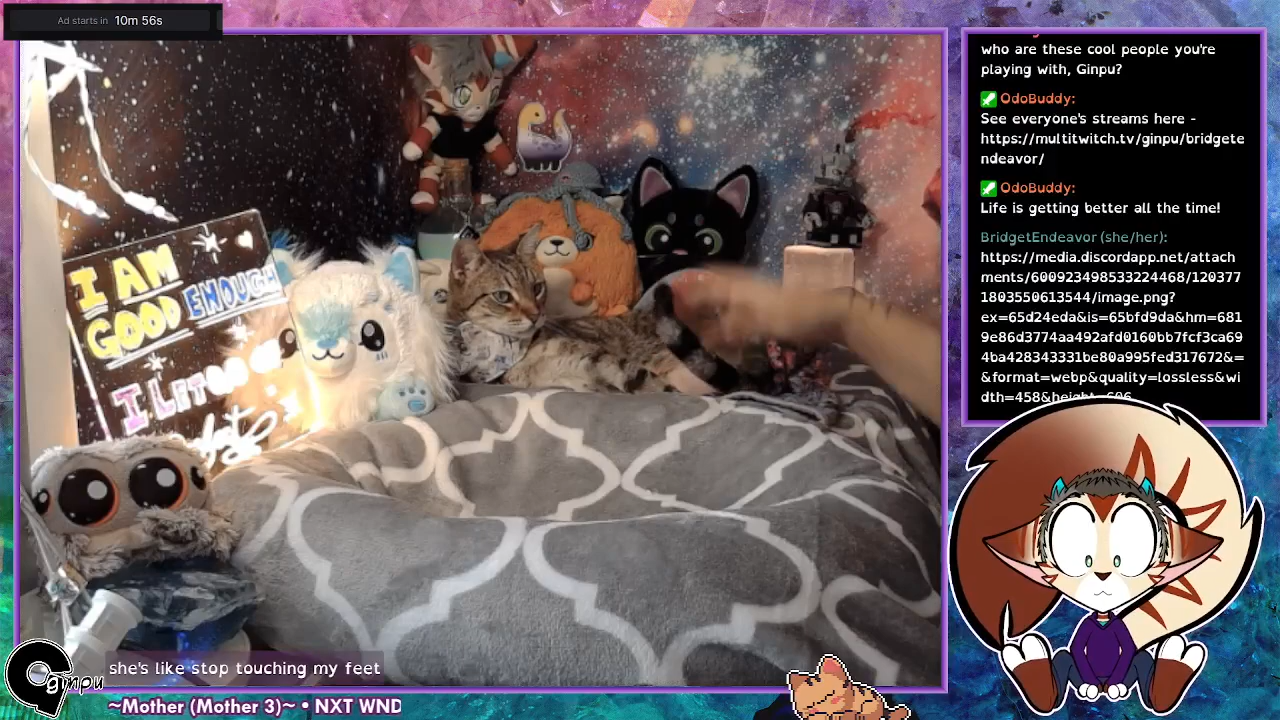 Ad starts in 10m 56s
who are these cool people you're
playing with, Ginpu?
OdoBuddy:
See everyone's streams here -
https://multitwitch.tv/ginpu/bridgete
ndeavor/
OdoBuddy:
Life is getting better all the time!
BridgetEndeavor (she/her):
https://media.discordapp.net/attach
ments/600923498533224468/120377
1803550613544/image.png?
ex=65d24eda&is=65bfd9da&hm=681
9e86d3774aa492afd0160bb7fcf3ca69
4ba428343331be80a995fed317672&=
&format=webp&quality=lossless&wi
dth=458&height=606
I AM
GOOD ENOUGH
I LET
she's like stop touching my feet
ginpu
~Mother (Mother 3)~ • NXT WND